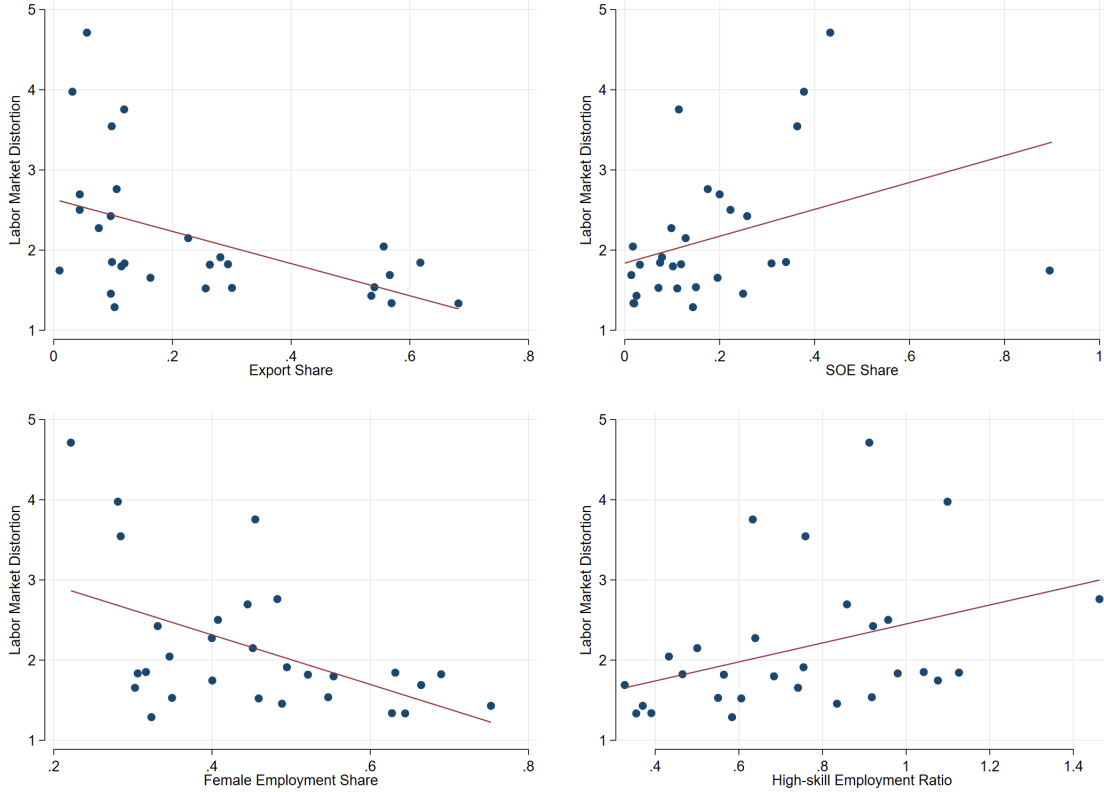 5
4
3
2
1
Labor Market Distortion
0 .2 .4 .6 .8
Export Share
5
4
3
2
1
Labor Market Distortion
0 .2 .4 .6 .8 1
SOE Share
5
4
3
2
1
Labor Market Distortion
.2 .4 .6 .8
Female Employment Share
5
4
3
2
1
Labor Market Distortion
.4 .6 .8 1 1.2 1.4
High-skill Employment Ratio